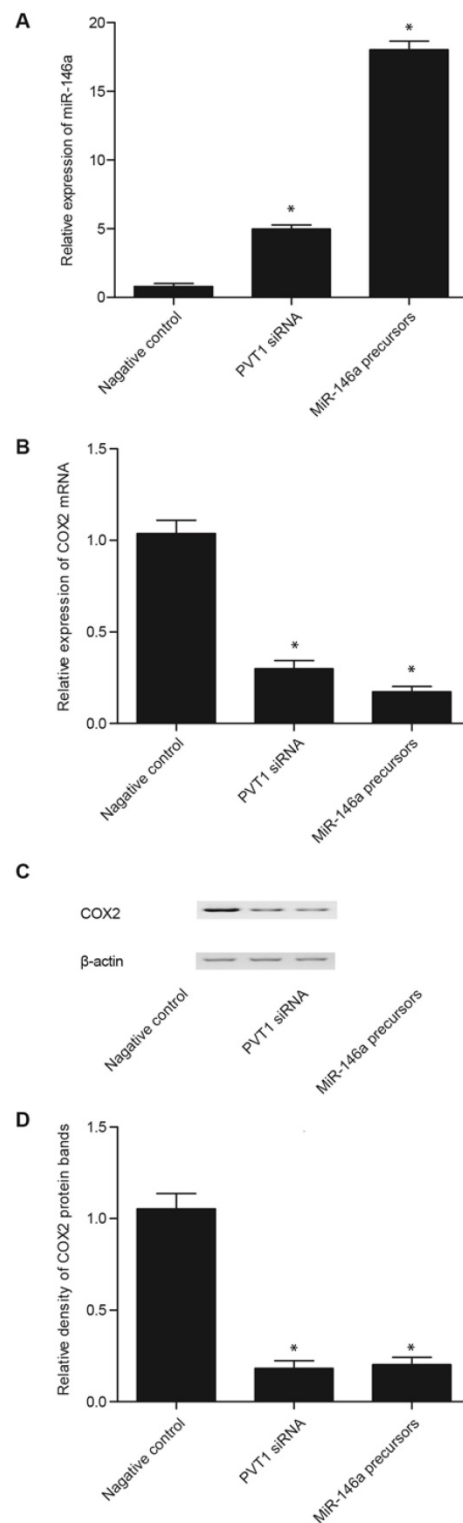 A
Relative expression of miR-146a
20
15
10
5
0
*
*
Nagative control
PVT1 siRNA
MiR-146a precursors
B
Relative expression of COX2 mRNA
1.5
1.0
0.5
0.0
*
*
Nagative control
PVT1 siRNA
MiR-146a precursors
C
COX2
β-actin
Nagative control
PVT1 siRNA
MiR-146a precursors
D
Relative density of COX2 protein bands
1.5
1.0
0.5
0.0
*
*
Nagative control
PVT1 siRNA
MiR-146a precursors